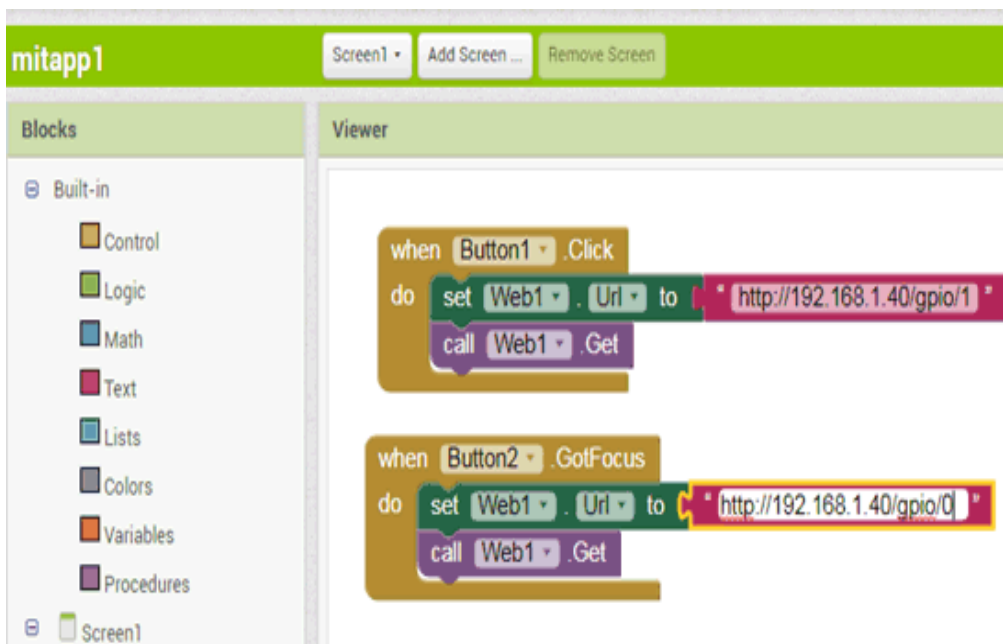 mitapp1
Screen1 Add Screen ... Remove Screen
Blocks
Viewer
Built-in
Control
Logic
Math
Text
Lists
Colors
Variables
Procedures
Screen1
when Button1 .Click
do set Web1 . Url to " http://192.168.1.40/gpio/1 "
call Web1 .Get
when Button2 .GotFocus
do set Web1 . Url to " http://192.168.1.40/gpio/0 "
call Web1 .Get